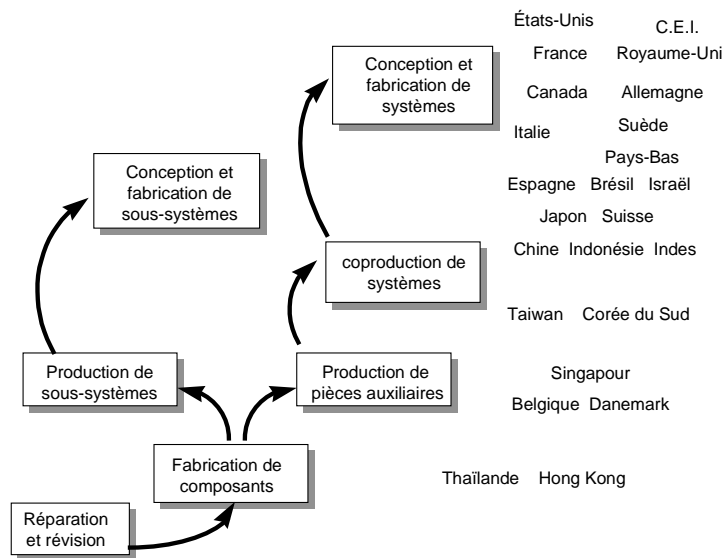 États-Unis C.E.I.
France Royaume-Uni
Conception et
fabrication de
systèmes
Canada Allemagne
Italie Suède
Pays-Bas
Conception et
fabrication de
sous-systèmes
Espagne Brésil Israël
Japon Suisse
coproduction de
systèmes
Chine Indonésie Indes
Taiwan Corée du Sud
Production de
sous-systèmes
Production de
pièces auxiliaires
Singapour
Belgique Danemark
Fabrication de
composants
Thaïlande Hong Kong
Réparation
et révision